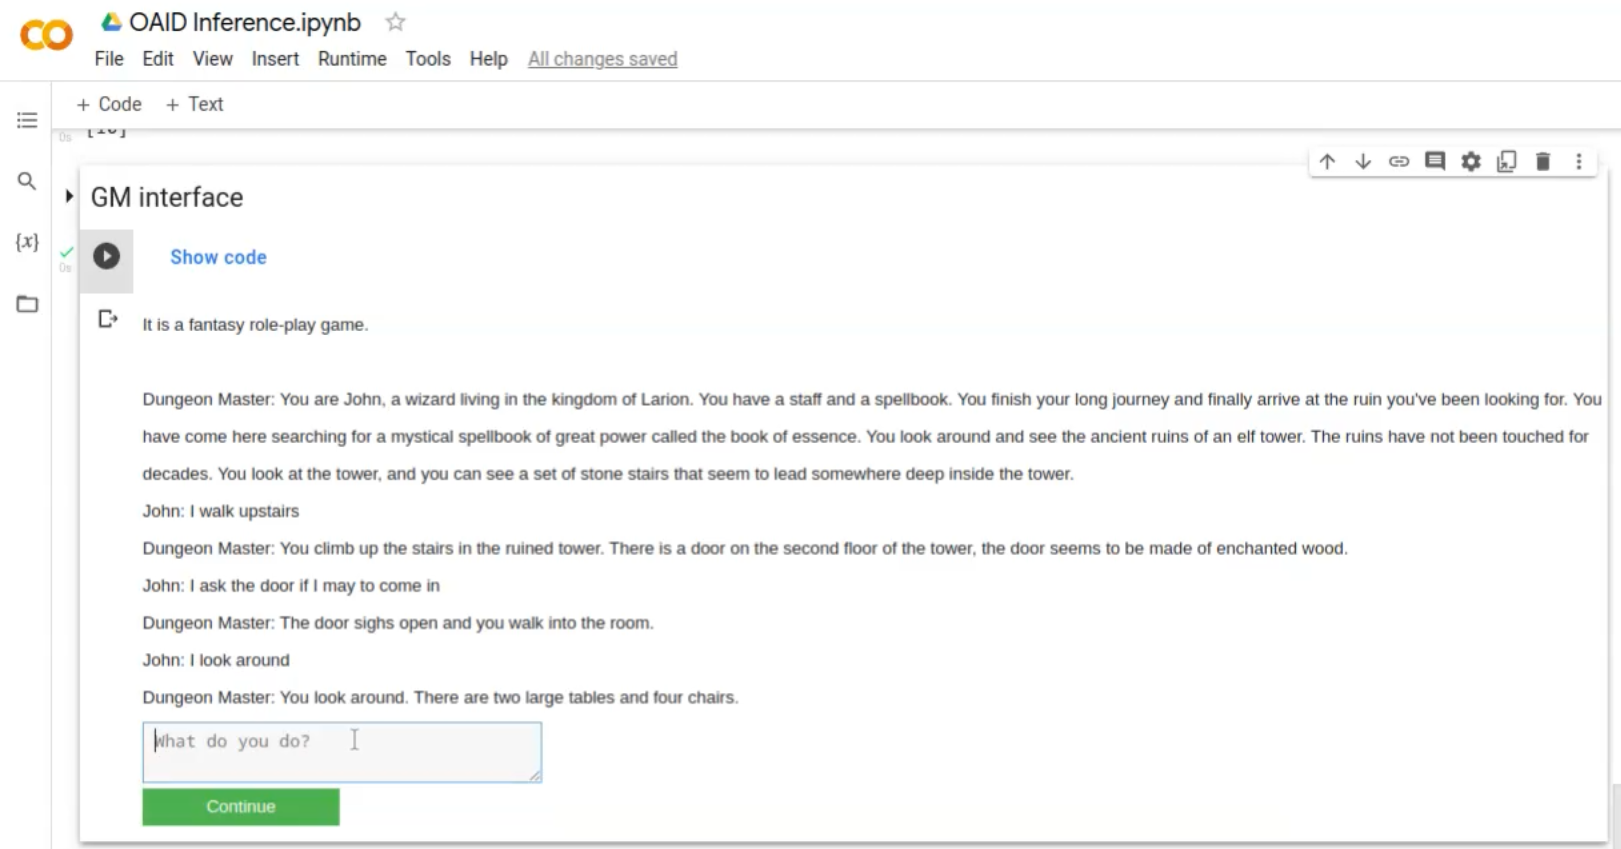 OAID Inference.ipynb
File Edit View Insert Runtime Tools Help All changes saved
+ Code + Text
0s
GM interface
{x}
0s
Show code
It is a fantasy role-play game.
Dungeon Master: You are John, a wizard living in the kingdom of Larion. You have a staff and a spellbook. You finish your long journey and finally arrive at the ruin you've been looking for. You
have come here searching for a mystical spellbook of great power called the book of essence. You look around and see the ancient ruins of an elf tower. The ruins have not been touched for
decades. You look at the tower, and you can see a set of stone stairs that seem to lead somewhere deep inside the tower.
John: I walk upstairs
Dungeon Master: You climb up the stairs in the ruined tower. There is a door on the second floor of the tower, the door seems to be made of enchanted wood.
John: I ask the door if I may to come in
Dungeon Master: The door sighs open and you walk into the room.
John: I look around
Dungeon Master: You look around. There are two large tables and four chairs.
What do you do?
Continue